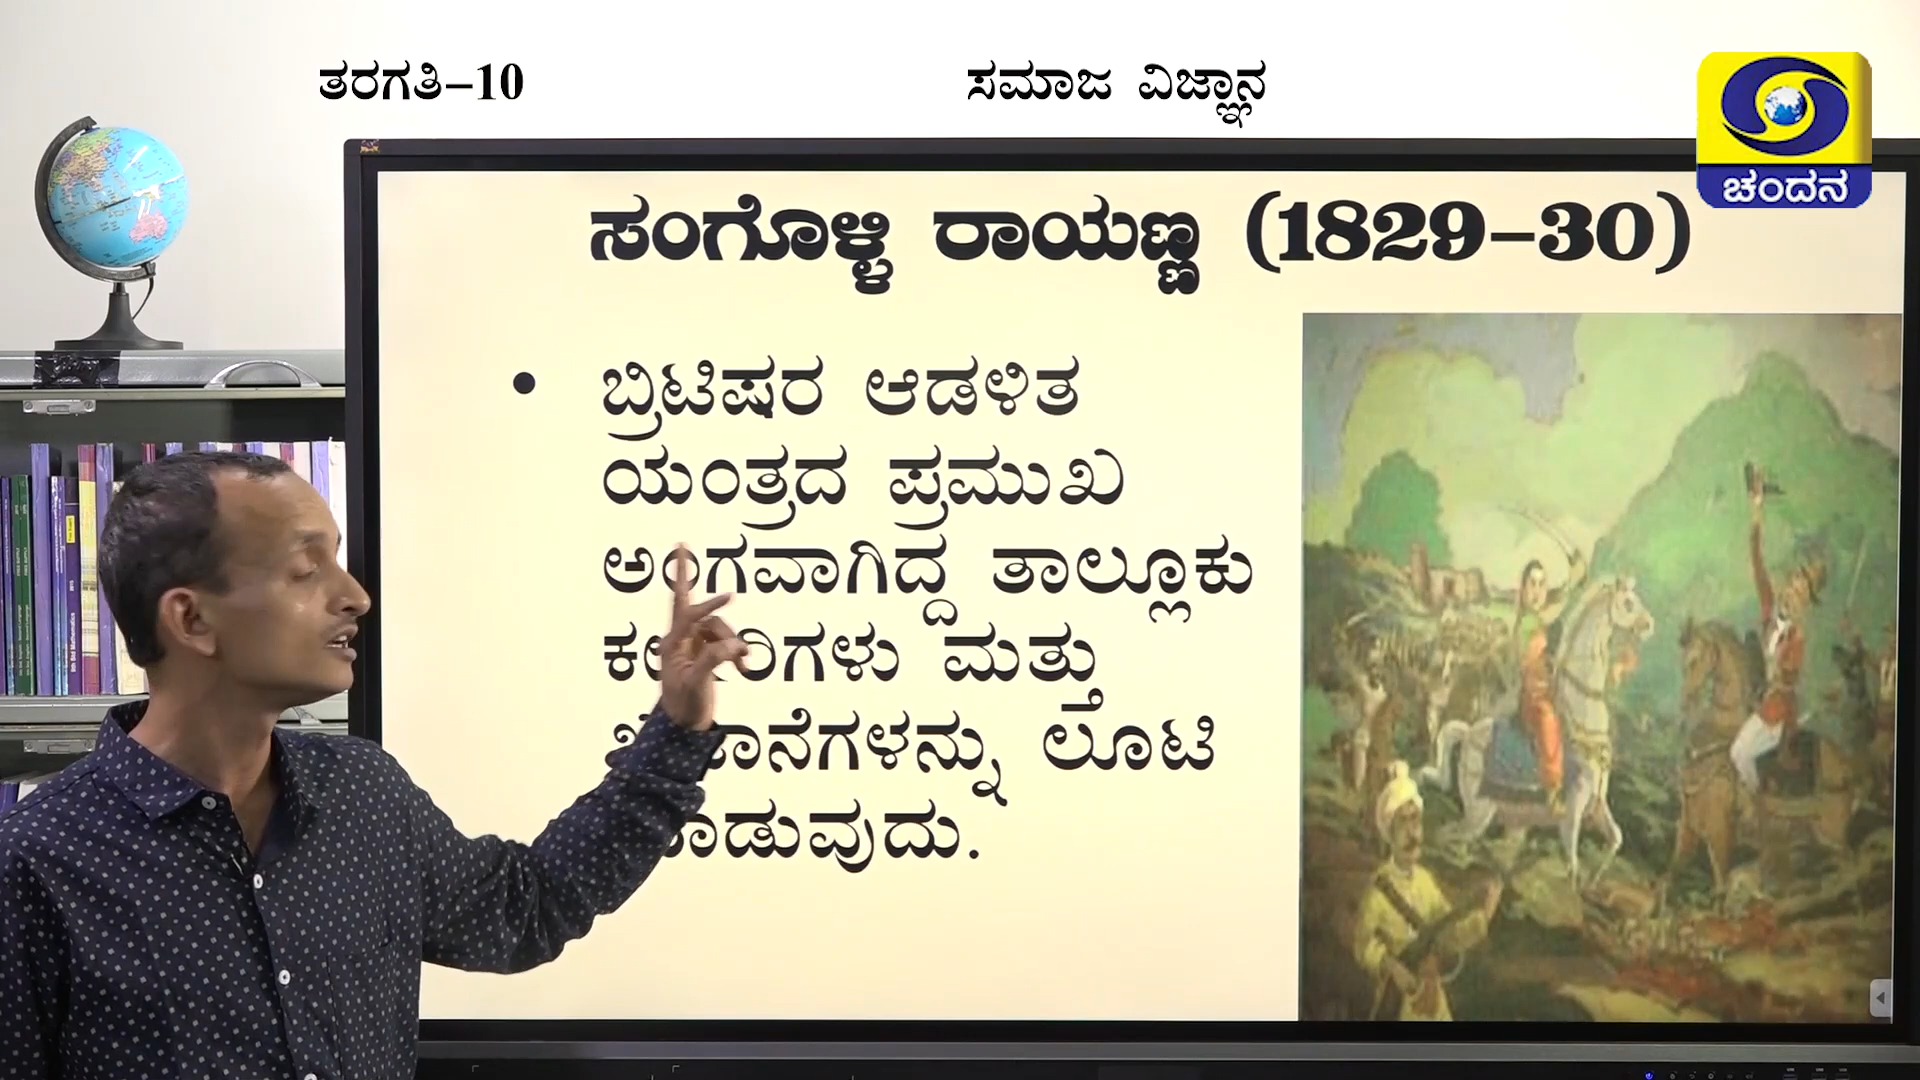 ತರಗತಿ–10
ಸಮಾಜ ವಿಜ್ಞಾನ
ಚಂದನ
ಸಂಗೊಳ್ಳಿ ರಾಯಣ್ಣ (1829–30)
• ಬ್ರಿಟಿಷರ ಆಡಳಿತ
ಯಂತ್ರದ ಪ್ರಮುಖ
ಅಂಗವಾಗಿದ್ದ ತಾಲ್ಲೂಕು
ಮತ್ತು
ಲೂಟಿ